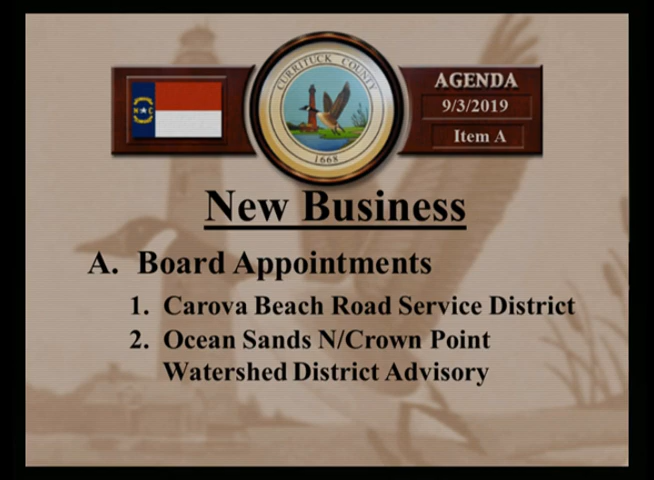 CURRITUCK COUNTY
1668
AGENDA
9/3/2019
Item A
N C
New Business
A. Board Appointments
1. Carova Beach Road Service District
2. Ocean Sands N/Crown Point
Watershed District Advisory